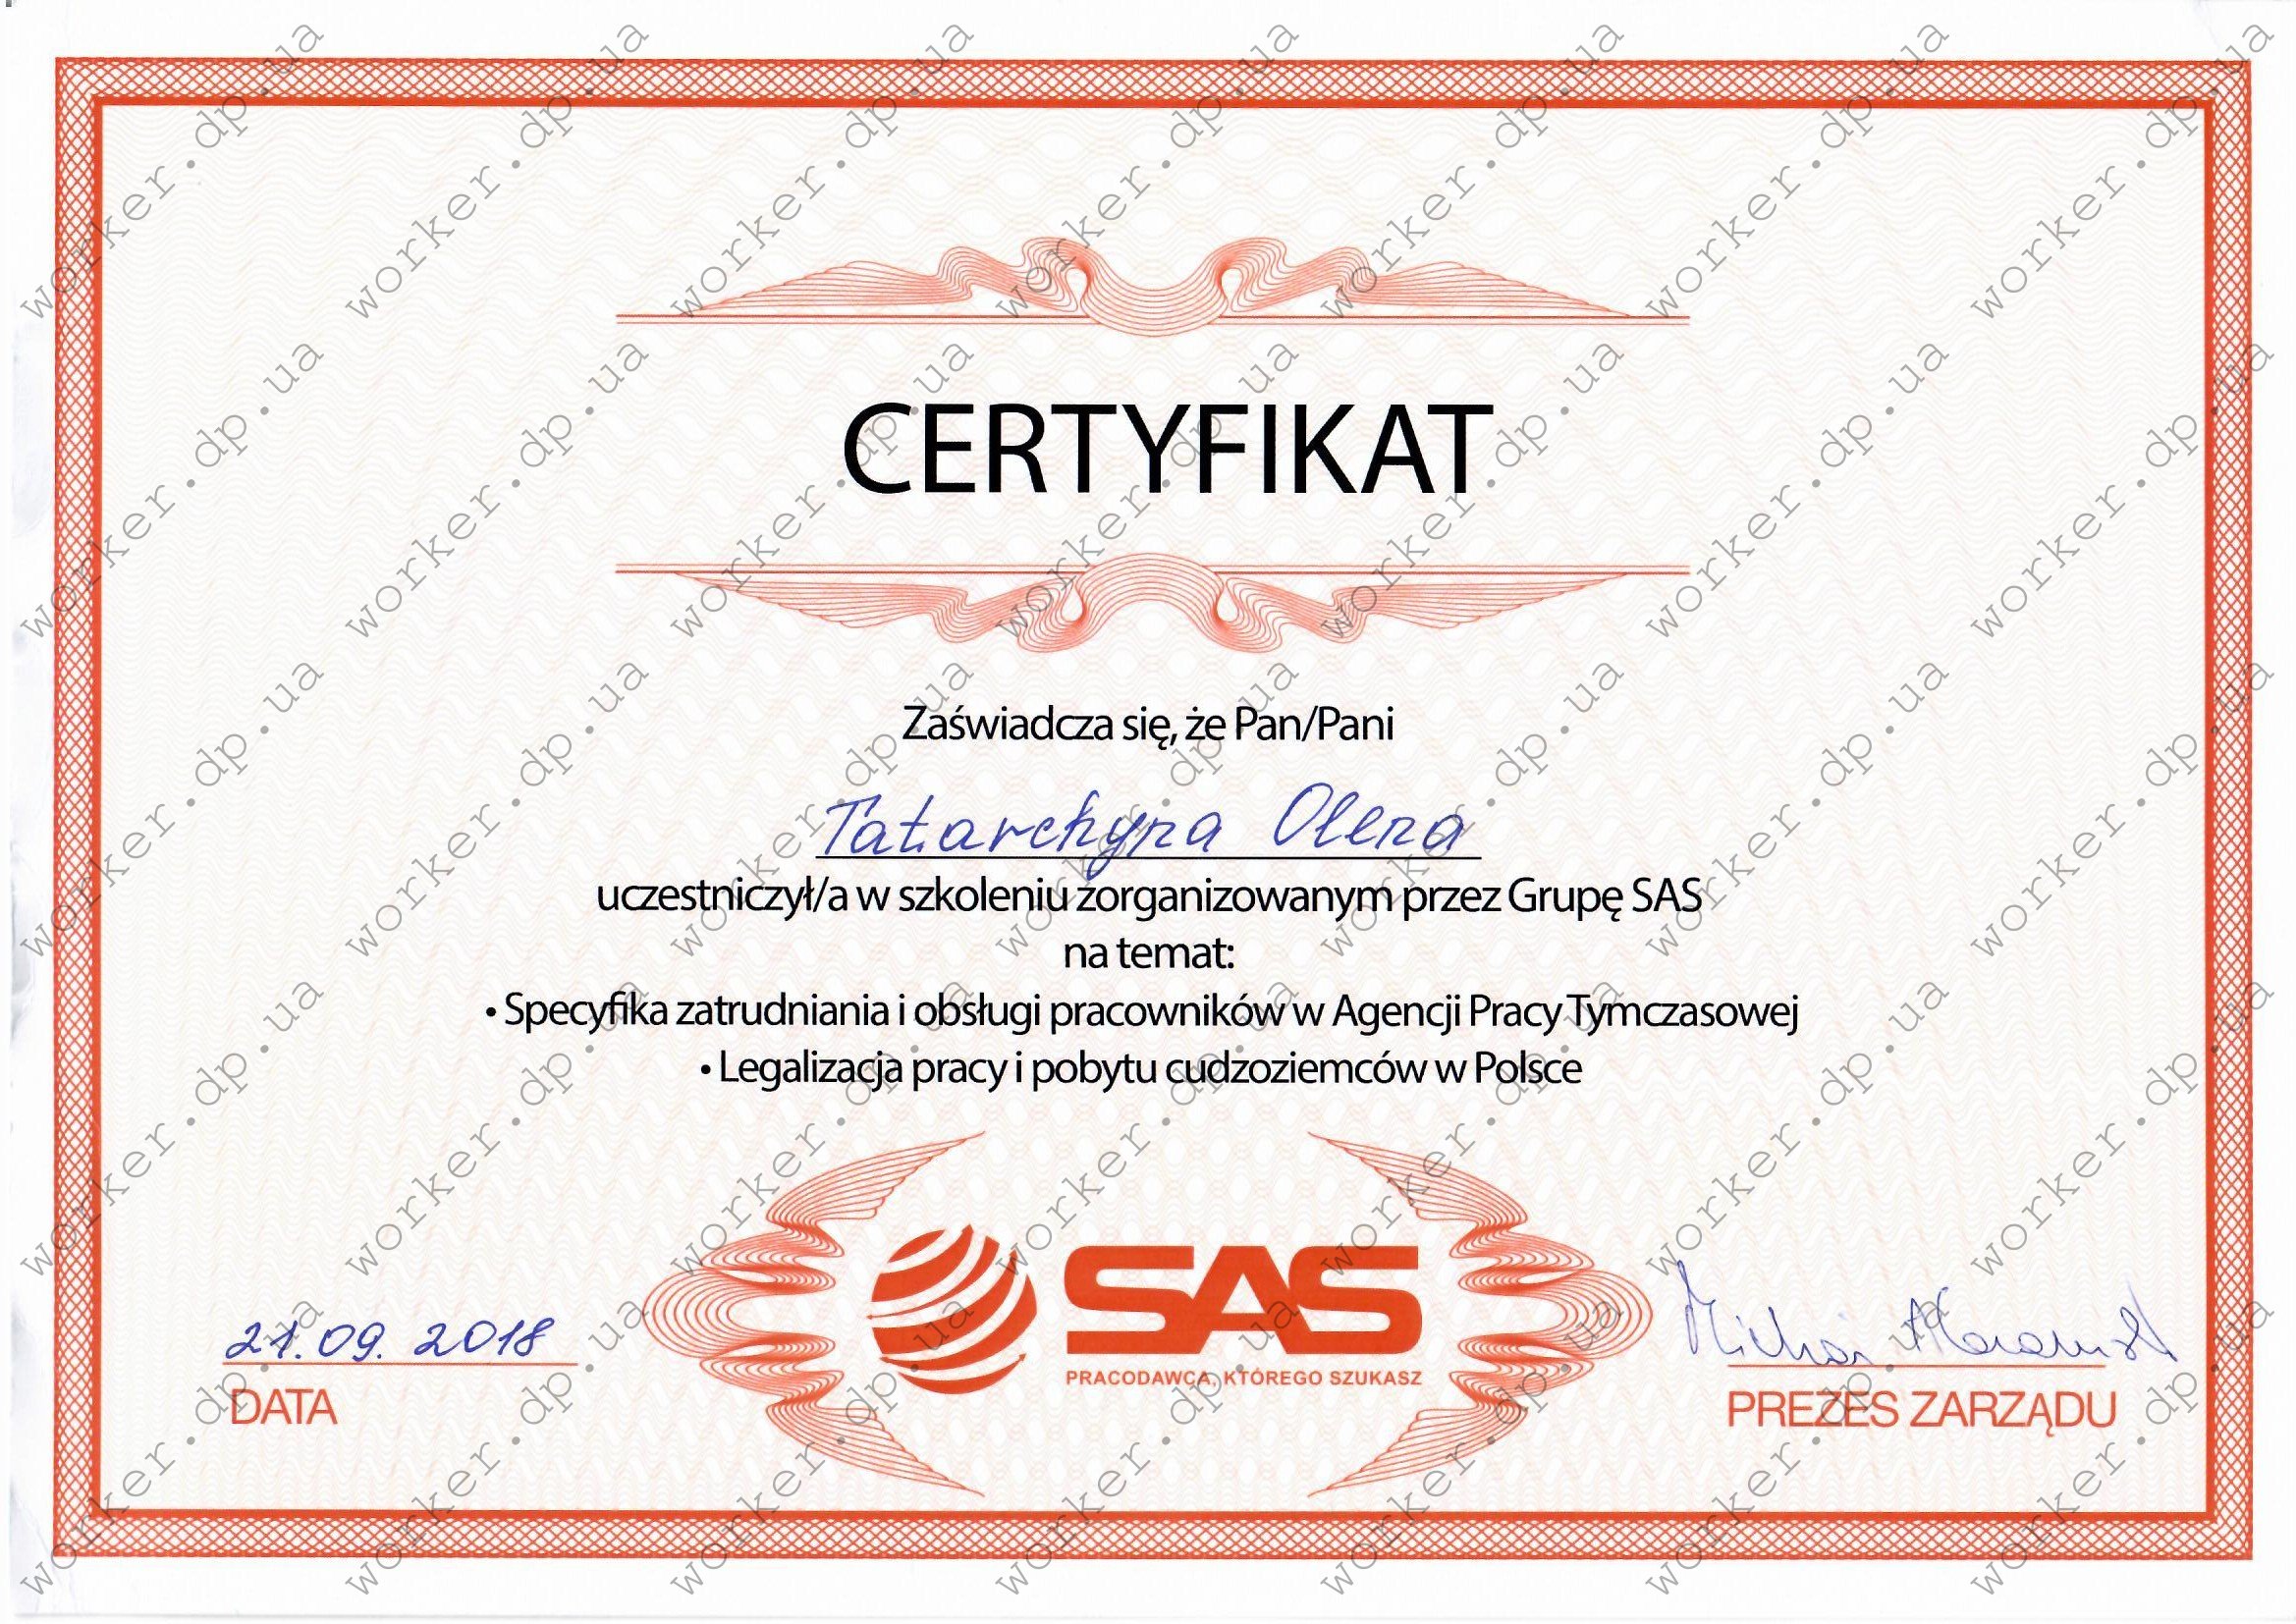 CERTYFIKAT
Zaświadcza się, że Pan/Pani
Tatarchyna Olena
uczestniczył/a w szkoleniu zorganizowanym przez Grupę SAS
na temat:
• Specyfika zatrudniania i obsługi pracowników w Agencji Pracy Tymczasowej
• Legalizacja pracy i pobytu cudzoziemców w Polsce
SAS
PRACODAWCA, KTÓREGO SZUKASZ
21.09.2018
DATA
PREZES ZARZĄDU
worker.dp.ua